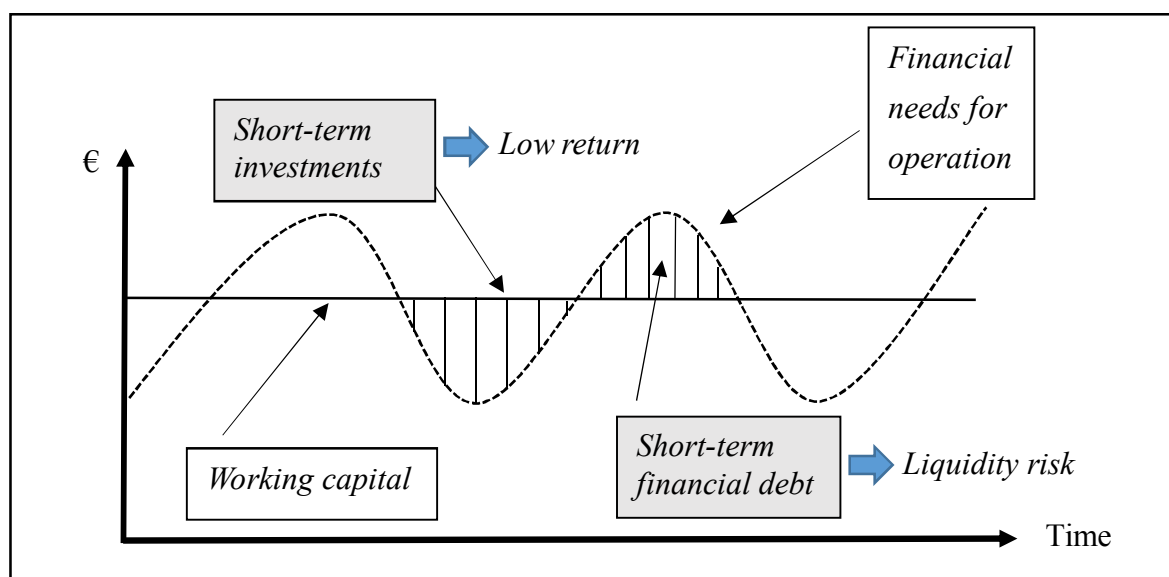 Financial
needs for
operation
Short-term
investments
Low return
€
Working capital
Short-term
financial debt
Liquidity risk
Time